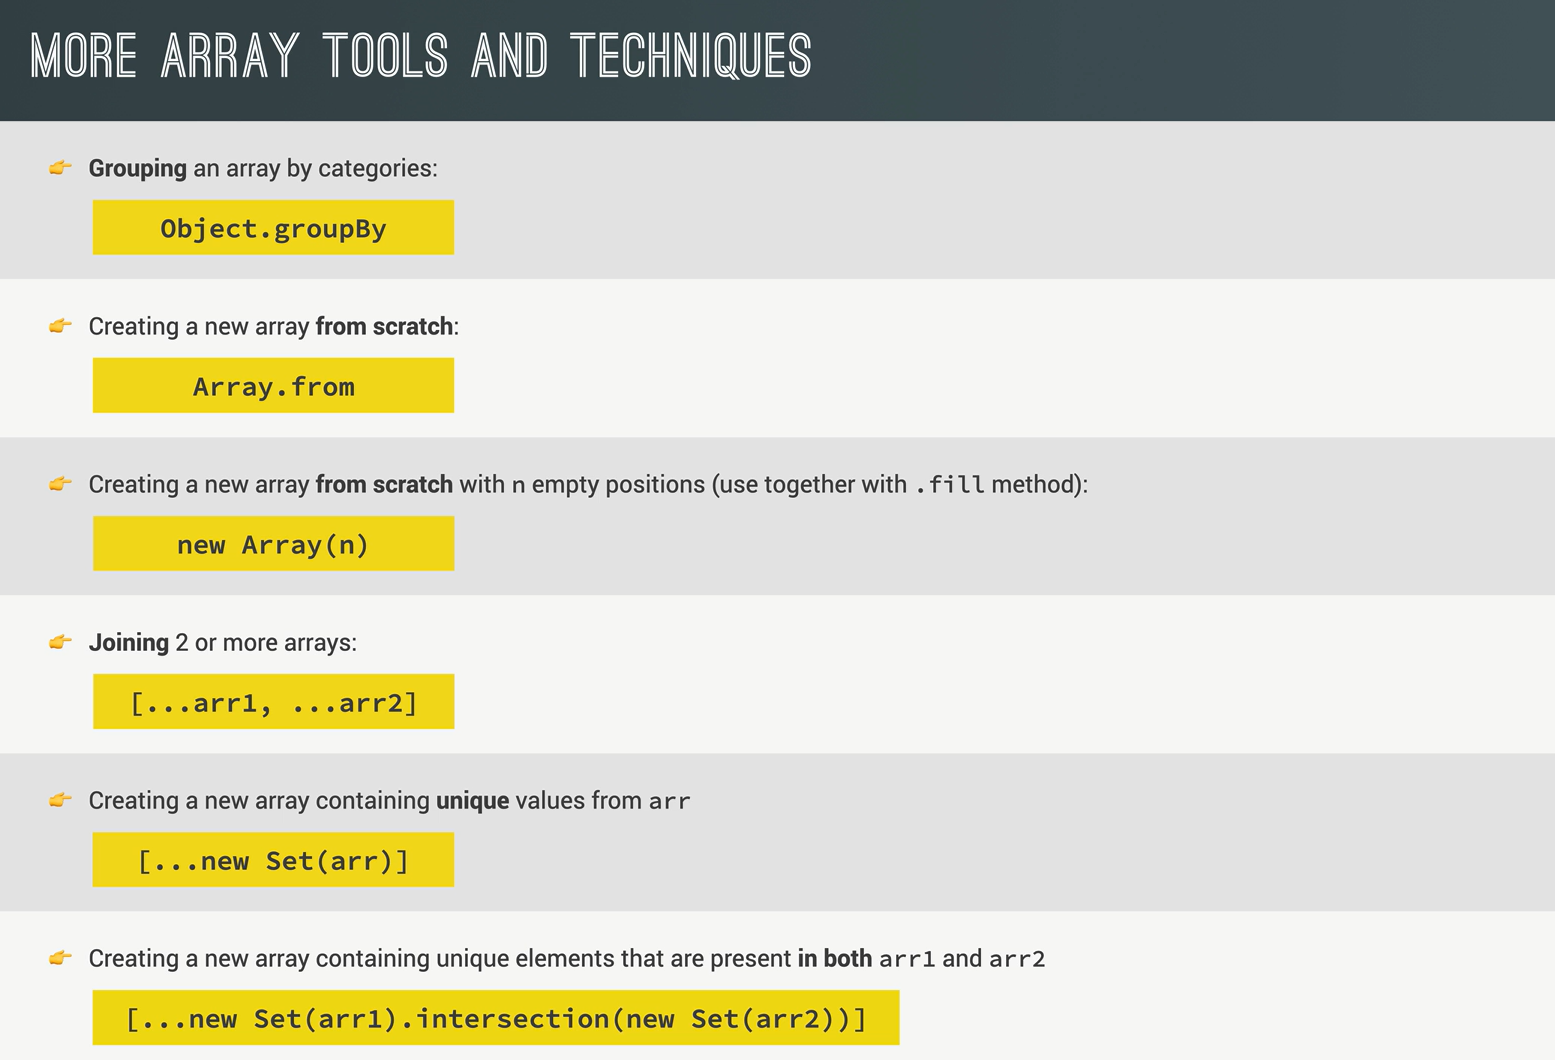 MORE ARRAY TOOLS AND TECHNIQUES
Grouping an array by categories:
Object.groupBy
Creating a new array from scratch:
Array.from
Creating a new array from scratch with n empty positions (use together with .fill method):
new Array(n)
Joining 2 or more arrays:
[...arr1, ...arr2]
Creating a new array containing unique values from arr
[...new Set(arr)]
Creating a new array containing unique elements that are present in both arr1 and arr2
[...new Set(arr1).intersection(new Set(arr2))]